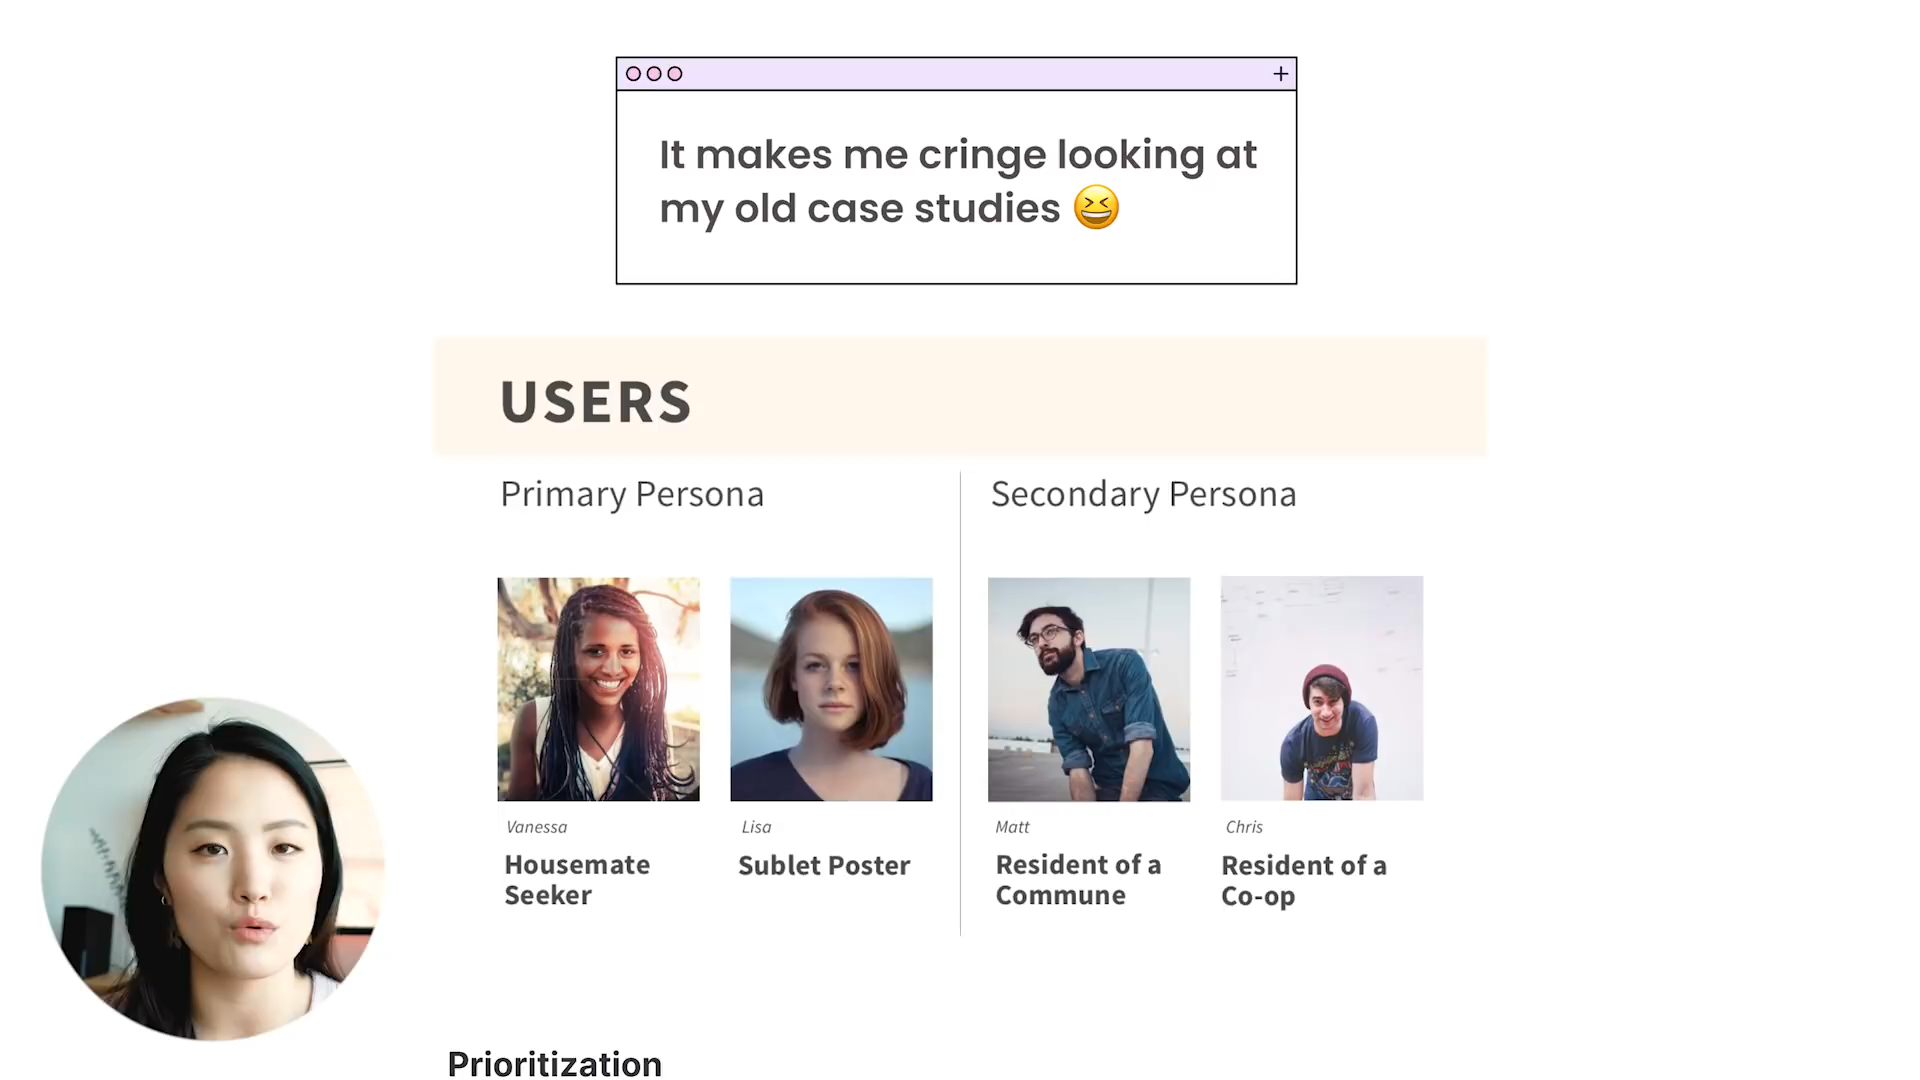 It makes me cringe looking at
my old case studies 😆
USERS
Primary Persona
Secondary Persona
Vanessa
Housemate
Seeker
Lisa
Sublet Poster
Matt
Resident of a
Commune
Chris
Resident of a
Co-op
Prioritization